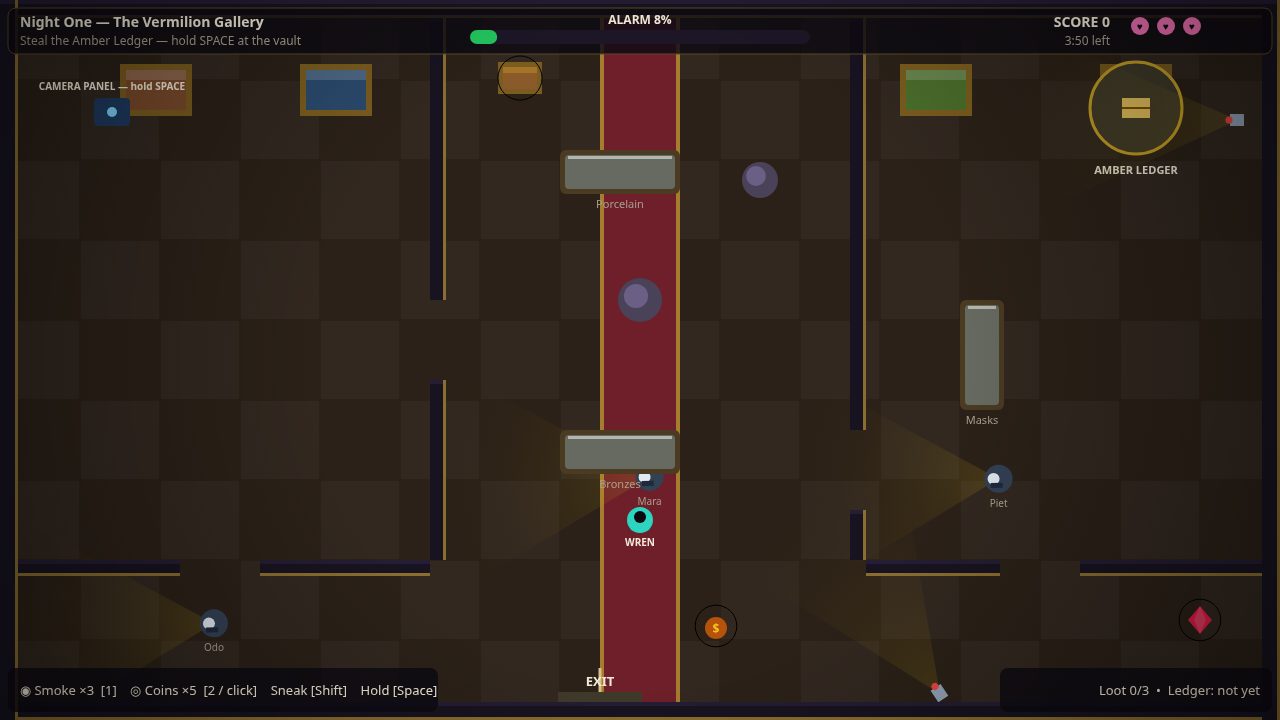 Night One — The Vermilion Gallery
Steal the Amber Ledger — hold SPACE at the vault
ALARM 8%
SCORE 0
3:50 left
CAMERA PANEL — hold SPACE
AMBER LEDGER
Porcelain
Masks
Bronzes
Mara
Piet
WREN
$
Odo
EXIT
◉ Smoke ×3 [1] ◎ Coins ×5 [2 / click] Sneak [Shift] Hold [Space]
Loot 0/3 • Ledger: not yet